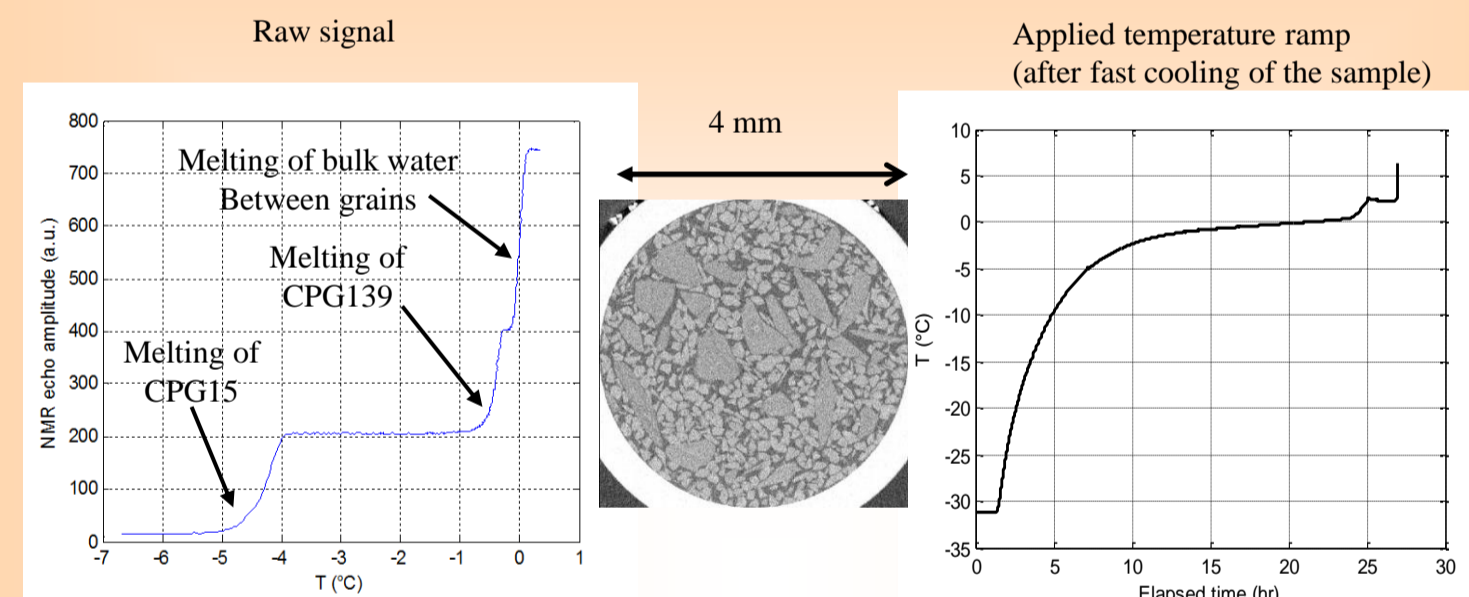 Raw signal
Applied temperature ramp
(after fast cooling of the sample)
4 mm
800
700
600
500
400
300
200
100
0
-7
-6
-5
-4
-3
-2
-1
0
1
NMR echo amplitude (a.u.)
T (°C)
Melting of bulk water
Between grains
Melting of
CPG139
Melting of
CPG15
10
5
0
-5
-10
-15
-20
-25
-30
-35
0
5
10
15
20
25
30
T (°C)
Elapsed time (hr)